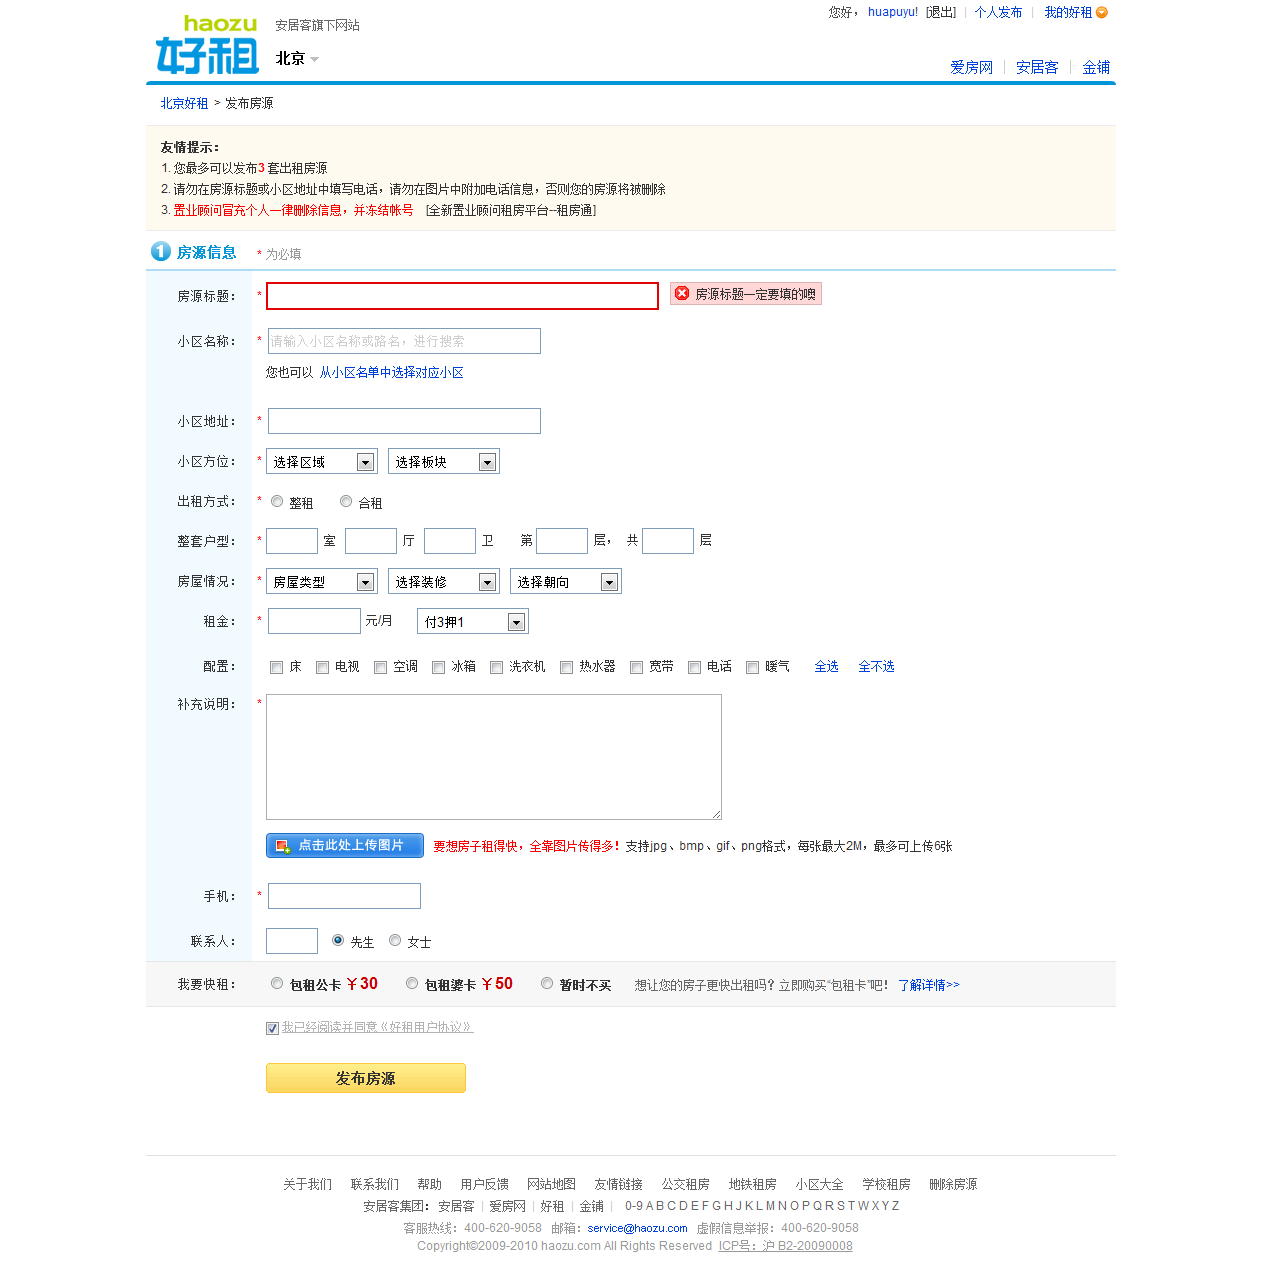 您好， huapuyu! [退出] | 个人发布 | 我的好租
haozu
好租
安居客旗下网站
北京
爱房网 | 安居客 | 金铺
北京好租 > 发布房源
友情提示：
1. 您最多可以发布3 套出租房源
2. 请勿在房源标题或小区地址中填写电话，请勿在图片中附加电话信息，否则您的房源将被删除
3. 置业顾问冒充个人一律删除信息，并冻结帐号 [全新置业顾问租房平台--租房通]
1 房源信息 * 为必填
房源标题： * 房源标题一定要填的噢
小区名称： * 请输入小区名称或路名，进行搜索
您也可以 从小区名单中选择对应小区
小区地址： *
小区方位： * 选择区域 选择板块
出租方式： * 整租 合租
整套户型： * 室 厅 卫 第 层， 共 层
房屋情况： * 房屋类型 选择装修 选择朝向
租金： * 元/月 付3押1
配置： 床 电视 空调 冰箱 洗衣机 热水器 宽带 电话 暖气 全选 全不选
补充说明： *
点击此处上传图片 要想房子租得快，全靠图片传得多！支持jpg、bmp、gif、png格式，每张最大2M，最多可上传6张
手机： *
联系人： 先生 女士
我要快租： 包租公卡 ￥30 包租婆卡 ￥50 暂时不买 想让您的房子更快出租吗？立即购买“包租卡”吧！ 了解详情>>
我已经阅读并同意《好租用户协议》
发布房源
关于我们 联系我们 帮助 用户反馈 网站地图 友情链接 公交租房 地铁租房 小区大全 学校租房 删除房源
安居客集团：安居客 | 爱房网 | 好租 | 金铺 | 0-9 A B C D E F G H J K L M N O P Q R S T W X Y Z
客服热线：400-620-9058 邮箱：service@haozu.com 虚假信息举报：400-620-9058
Copyright©2009-2010 haozu.com All Rights Reserved ICP号：沪 B2-20090008